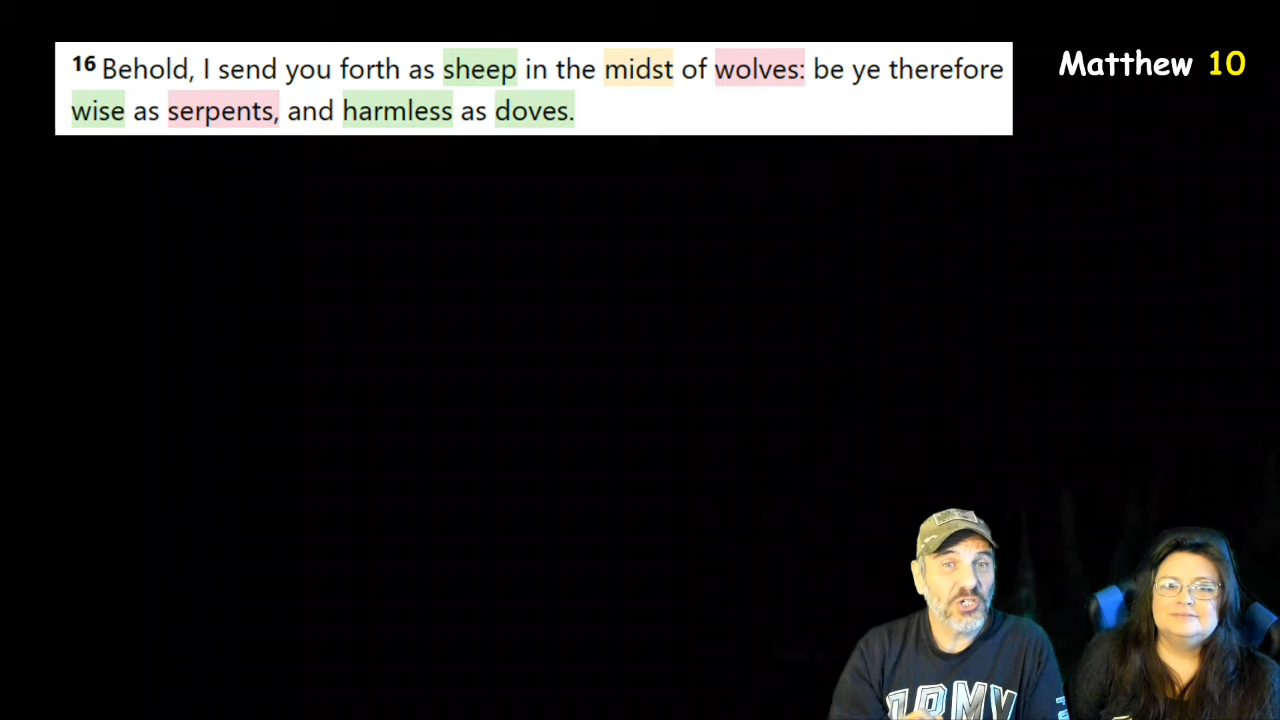 16 Behold, I send you forth as sheep in the midst of wolves: be ye therefore
wise as serpents, and harmless as doves.
Matthew 10
ARMY